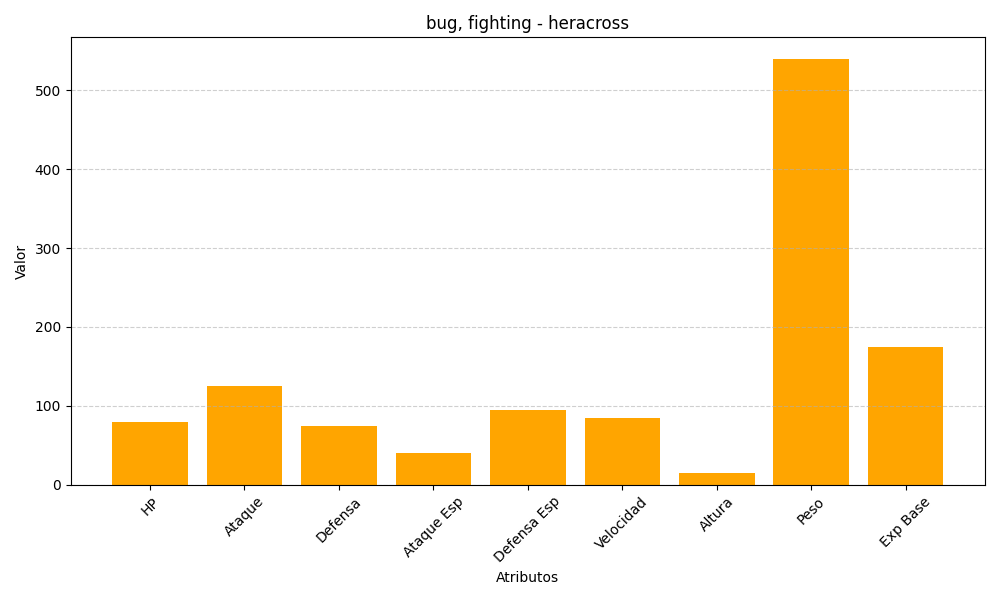 bug, fighting - heracross
Valor
500
400
300
200
100
0
HP
Ataque
Defensa
Ataque Esp
Defensa Esp
Velocidad
Altura
Peso
Exp Base
Atributos